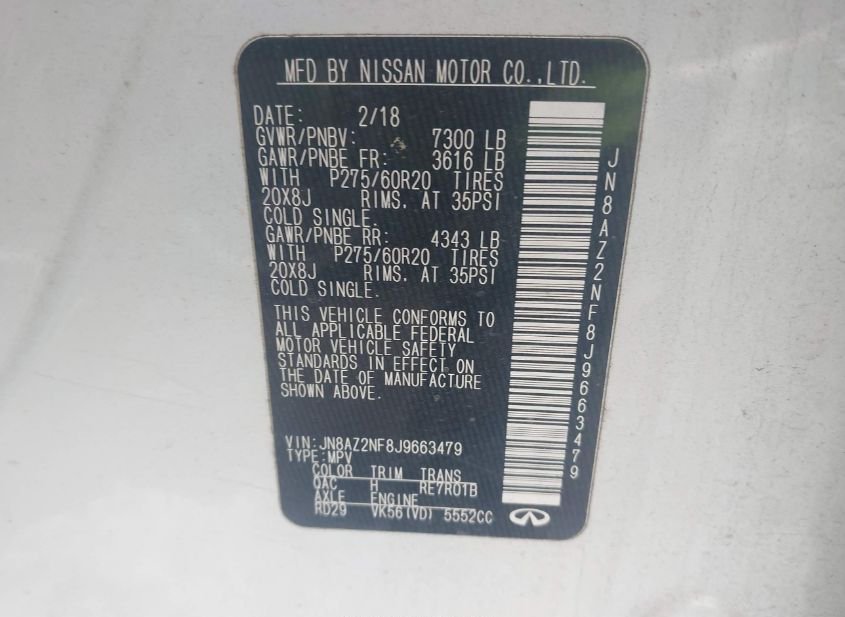 MFD BY NISSAN MOTOR CO.,LTD.
DATE: 2/18
GVWR/PNBV: 7300 LB
GAWR/PNBE FR: 3616 LB
WITH P275/60R20 TIRES
20X8J RIMS. AT 35PSI
COLD SINGLE.
GAWR/PNBE RR: 4343 LB
WITH P275/60R20 TIRES
20X8J RIMS. AT 35PSI
COLD SINGLE.
THIS VEHICLE CONFORMS TO
ALL APPLICABLE FEDERAL
MOTOR VEHICLE SAFETY
STANDARDS IN EFFECT ON
THE DATE OF MANUFACTURE
SHOWN ABOVE.
VIN:JN8AZ2NF8J9663479
TYPE:MPV
COLOR TRIM TRANS
QAC H RE7R01B
AXLE ENGINE
RD29 VK56(VD) 5552CC
JN8AZ2NF8J9663479